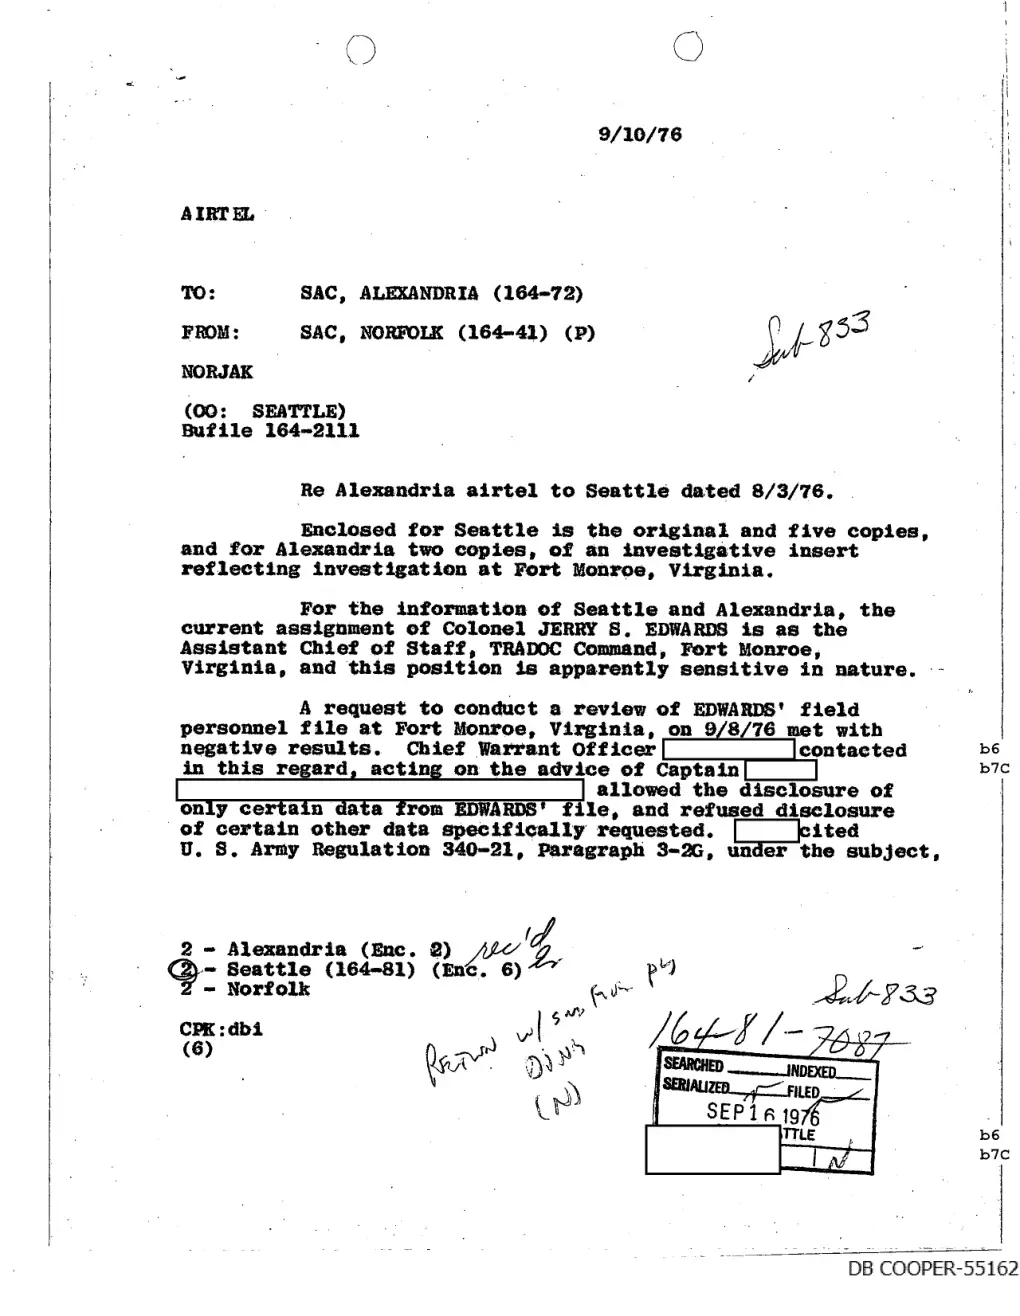 9/10/76
AIRTEL
TO: SAC, ALEXANDRIA (164-72)
FROM: SAC, NORFOLK (164-41) (P)
Sub-833
NORJAK
(OO: SEATTLE)
Bufile 164-2111
Re Alexandria airtel to Seattle dated 8/3/76.
Enclosed for Seattle is the original and five copies,
and for Alexandria two copies, of an investigative insert
reflecting investigation at Fort Monroe, Virginia.
For the information of Seattle and Alexandria, the
current assignment of Colonel JERRY S. EDWARDS is as the
Assistant Chief of Staff, TRADOC Command, Fort Monroe,
Virginia, and this position is apparently sensitive in nature.
A request to conduct a review of EDWARDS' field
personnel file at Fort Monroe, Virginia, on 9/8/76 met with
negative results. Chief Warrant Officer contacted
b6
in this regard, acting on the advice of Captain
b7C
allowed the disclosure of
only certain data from EDWARDS' file, and refused disclosure
of certain other data specifically requested. cited
U. S. Army Regulation 340-21, Paragraph 3-2G, under the subject,
2 - Alexandria (Enc. 2) rec'd
2 - Seattle (164-81) (Enc. 6)
2 - Norfolk
CPK:dbi
(6)
RETURN w/
(N)
Sub-833
164-81-7087
SEARCHED INDEXED
SERIALIZED FILED
SEP 16 1976
TTLE
N
b6
b7C
DB COOPER-55162